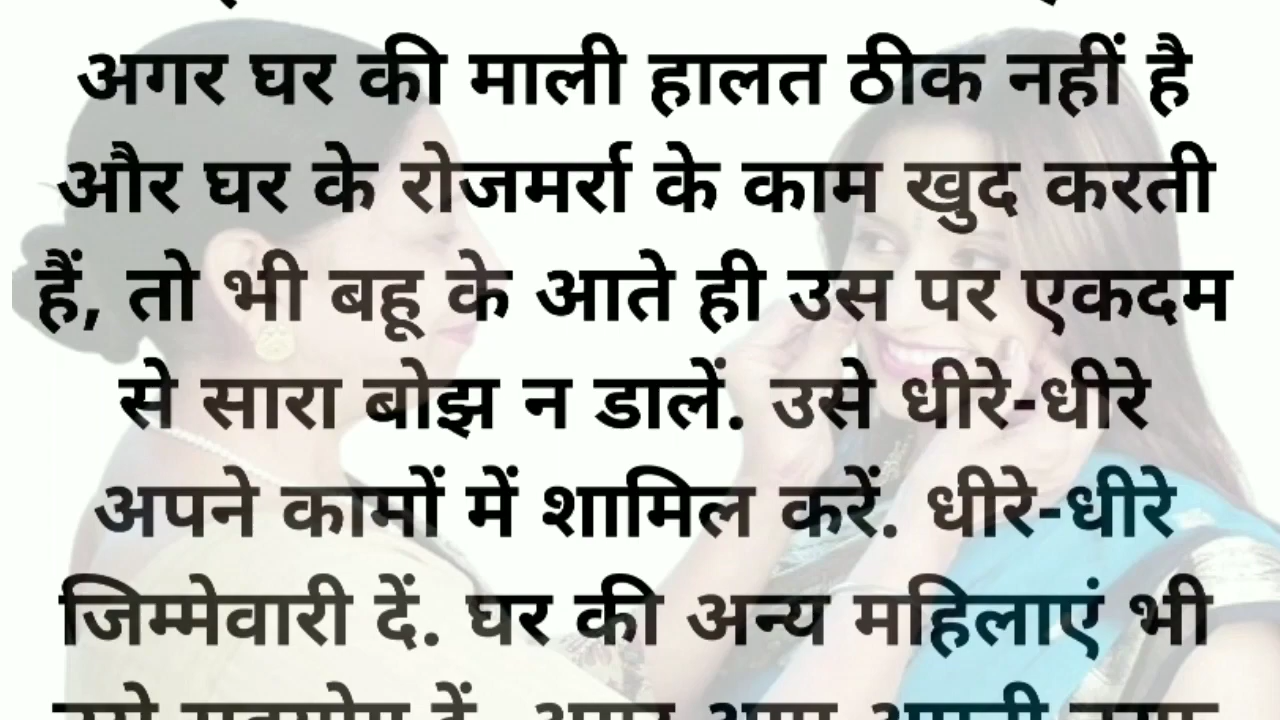 अगर घर की माली हालत ठीक नहीं है
और घर के रोजमर्रा के काम खुद करती
हैं, तो भी बहू के आते ही उस पर एकदम
से सारा बोझ न डालें. उसे धीरे-धीरे
अपने कामों में शामिल करें. धीरे-धीरे
जिम्मेवारी दें. घर की अन्य महिलाएं भी